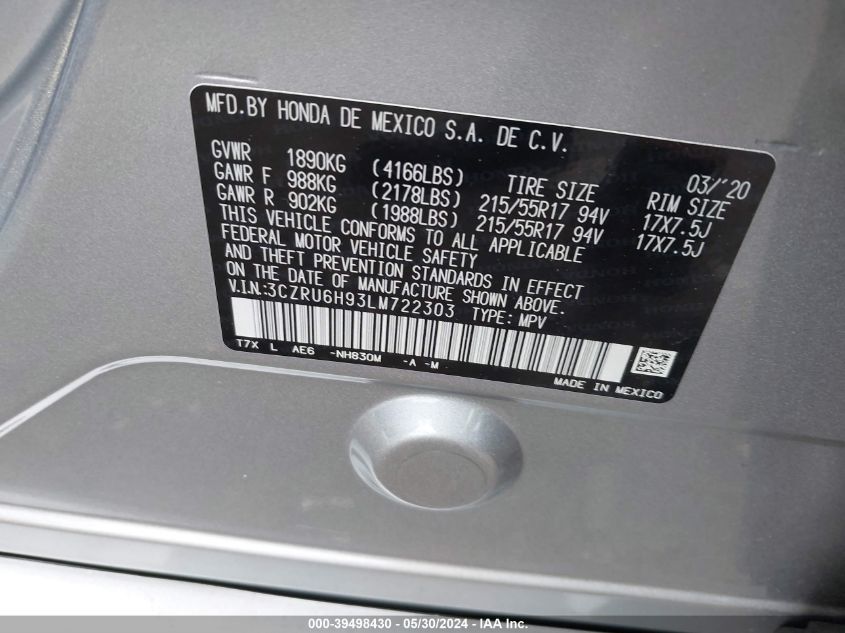 MFD.BY HONDA DE MEXICO S.A. DE C.V.
03/'20
GVWR 1890KG (4166LBS) TIRE SIZE RIM SIZE
GAWR F 988KG (2178LBS) 215/55R17 94V 17X7.5J
GAWR R 902KG (1988LBS) 215/55R17 94V 17X7.5J
THIS VEHICLE CONFORMS TO ALL APPLICABLE
FEDERAL MOTOR VEHICLE SAFETY
AND THEFT PREVENTION STANDARDS IN EFFECT
ON THE DATE OF MANUFACTURE SHOWN ABOVE.
V.I.N:3CZRU6H93LM722303 TYPE: MPV
T7X L AE6 -NH830M -A -M
MADE IN MEXICO
000-39498430 - 05/30/2024 - IAA Inc.